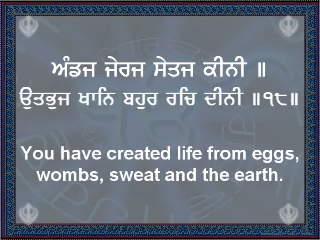 ਅੰਡਜ ਜੇਰਜ ਸੇਤਜ ਕੀਨੀ ॥
ਉਤਭੁਜ ਖਾਨਿ ਬਹੁਰ ਰਚਿ ਦੀਨੀ ॥੧੮॥
You have created life from eggs,
wombs, sweat and the earth.